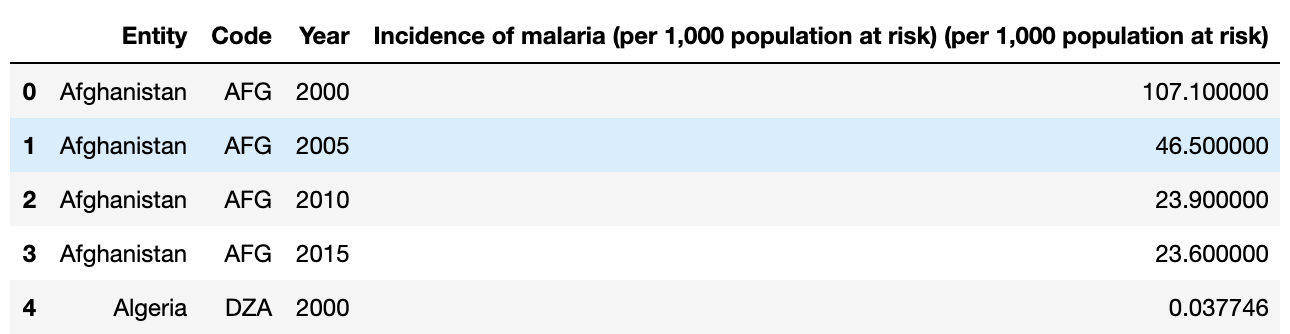 Entity Code Year Incidence of malaria (per 1,000 population at risk) (per 1,000 population at risk)
0 Afghanistan AFG 2000 107.100000
1 Afghanistan AFG 2005 46.500000
2 Afghanistan AFG 2010 23.900000
3 Afghanistan AFG 2015 23.600000
4 Algeria DZA 2000 0.037746